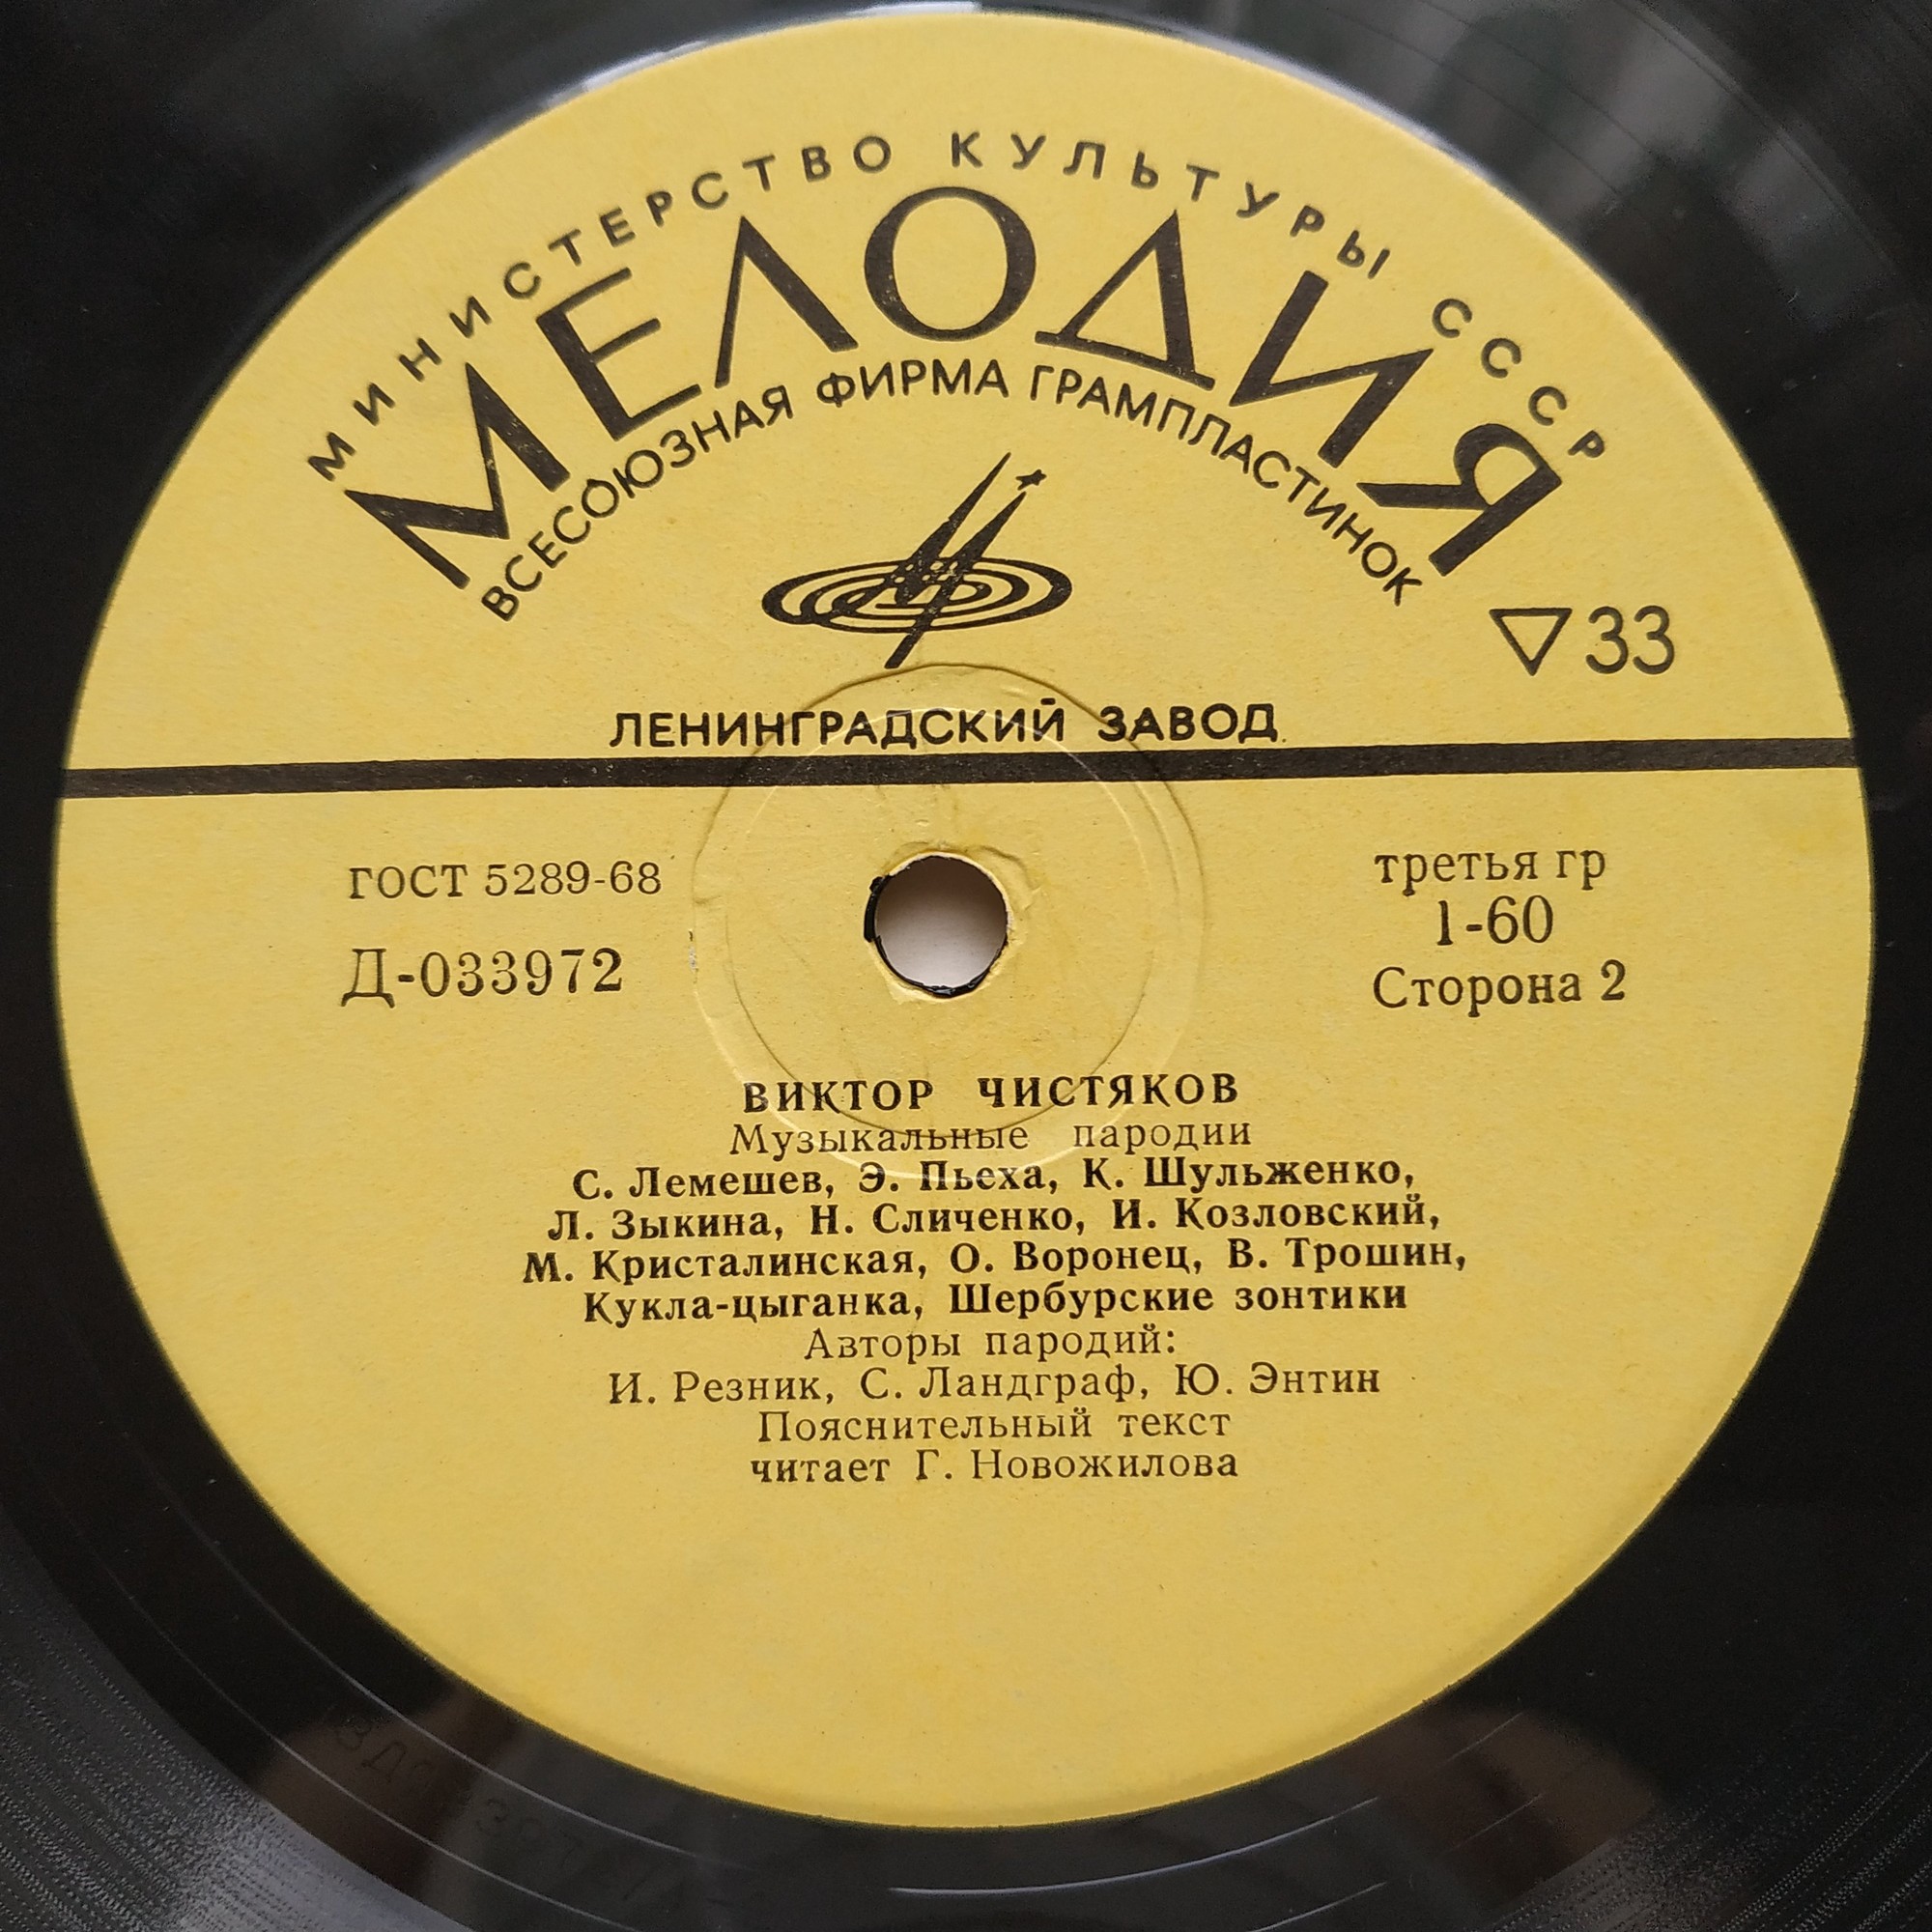 МИНИСТЕРСТВО КУЛЬТУРЫ СССР
МЕЛОДИЯ
ВСЕСОЮЗНАЯ ФИРМА ГРАМПЛАСТИНОК
▽33
ЛЕНИНГРАДСКИЙ ЗАВОД
ГОСТ 5289-68
Д-033972
третья гр
1-60
Сторона 2
ВИКТОР ЧИСТЯКОВ
Музыкальные пародии
С. Лемешев, Э. Пьеха, К. Шульженко,
Л. Зыкина, Н. Сличенко, И. Козловский,
М. Кристалинская, О. Воронец, В. Трошин,
Кукла-цыганка, Шербурские зонтики
Авторы пародий:
И. Резник, С. Ландграф, Ю. Энтин
Пояснительный текст
читает Г. Новожилова